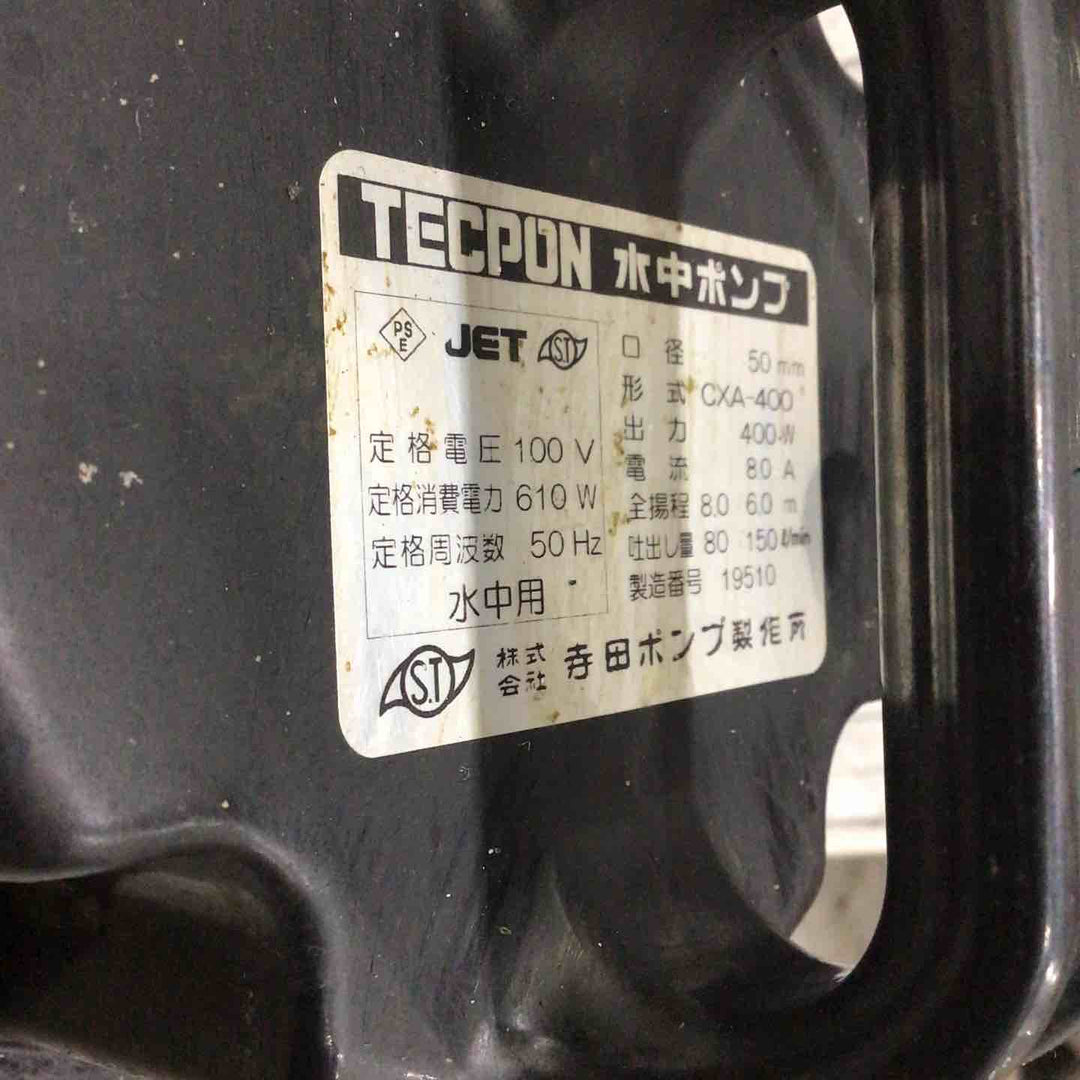 TECPON 水中ポンプ
PS
E
JET ST
定格電圧 100 V
定格消費電力 610 W
定格周波数 50 Hz
水中用
口径 50 mm
形式 CXA-400
出力 400 W
電流 8.0 A
全揚程 8.0 6.0 m
吐出し量 80 150 ℓ/min
製造番号 19510
S.T 株式会社 寺田ポンプ製作所